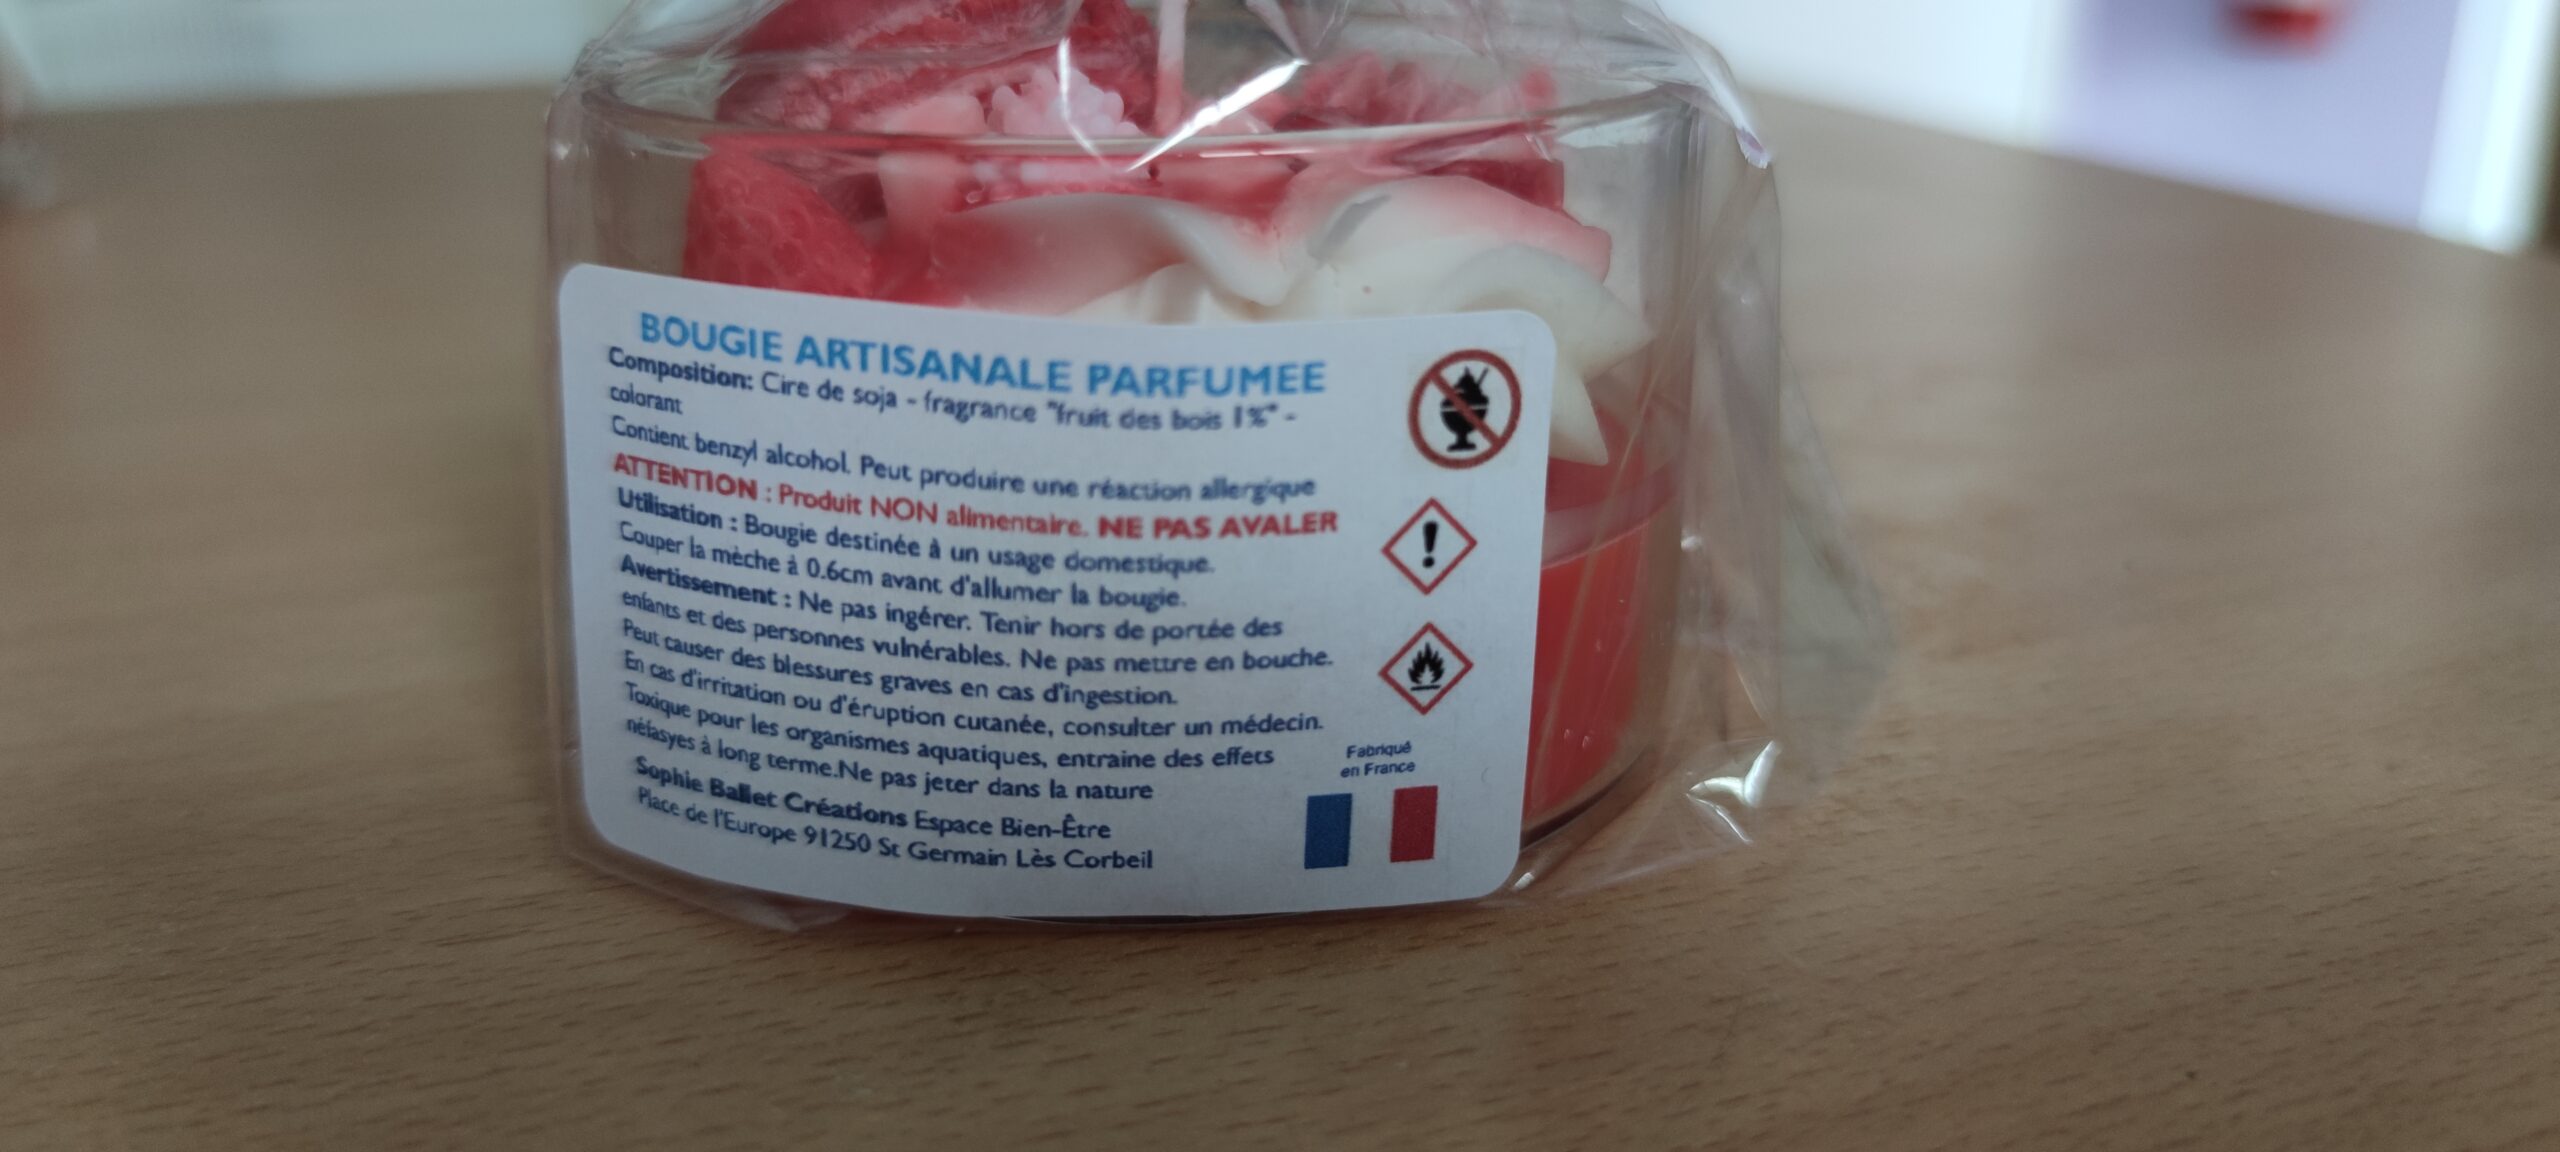 BOUGIE ARTISANALE PARFUMEE
Composition: Cire de soja - fragrance "fruit des bois 1%" -
colorant
Contient benzyl alcohol. Peut produire une réaction allergique
ATTENTION : Produit NON alimentaire. NE PAS AVALER
Utilisation : Bougie destinée à un usage domestique.
Couper la mèche à 0.6cm avant d'allumer la bougie.
Avertissement : Ne pas ingérer. Tenir hors de portée des
enfants et des personnes vulnérables. Ne pas mettre en bouche.
Peut causer des blessures graves en cas d'ingestion.
En cas d'irritation ou d'éruption cutanée, consulter un médecin.
Toxique pour les organismes aquatiques, entraine des effets
néfasyes à long terme.Ne pas jeter dans la nature
Sophie Ballet Créations Espace Bien-Être
Place de l'Europe 91250 St Germain Lès Corbeil
Fabriqué
en France